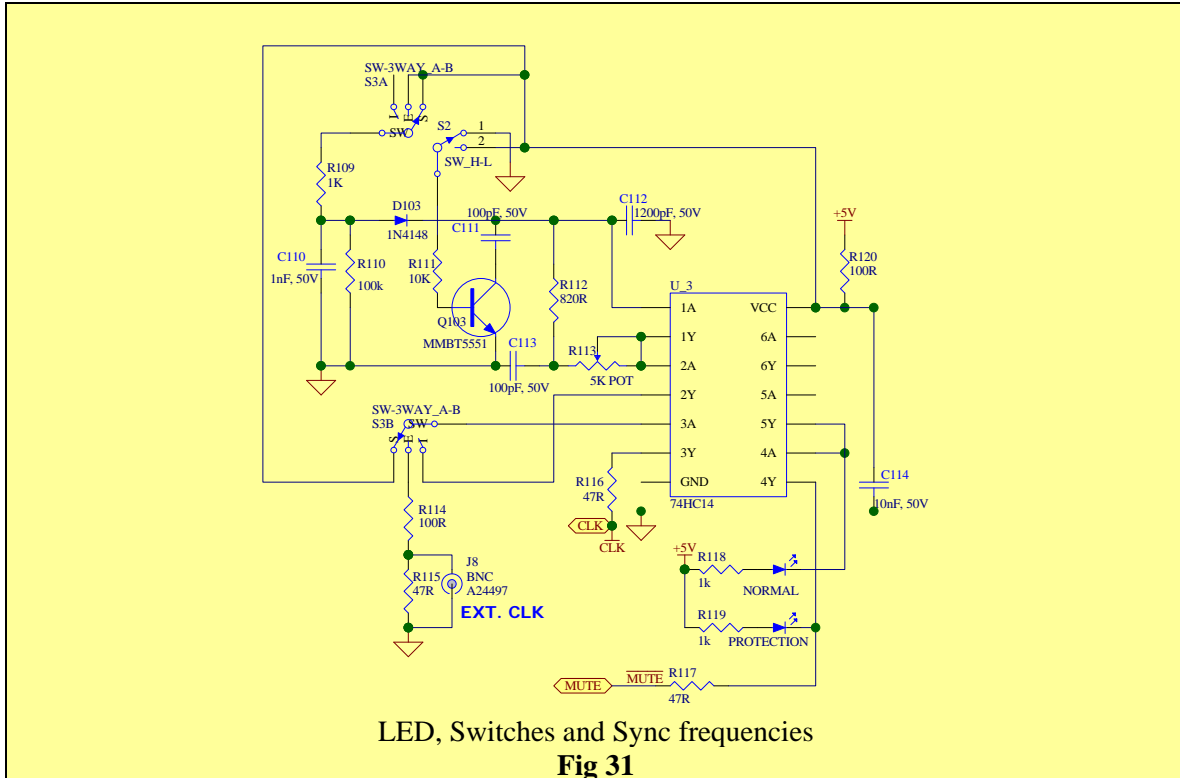 SW-3WAY_A-B
S3A
I
E
S
SW
S2
1
2
SW_H-L
R109
1K
D103
1N4148
100pF, 50V
C111
C112
1200pF, 50V
+5V
R120
100R
C110
1nF, 50V
R110
100k
R111
10K
R112
820R
Q103
MMBT5551
C113
100pF, 50V
R113
5K POT
U_3
1A
1Y
2A
2Y
3A
3Y
GND
VCC
6A
6Y
5A
5Y
4A
4Y
74HC14
SW-3WAY_A-B
S3B
SW
S
E
I
R116
47R
CLK
CLK
C114
10nF, 50V
R114
100R
R115
47R
J8
BNC
A24497
EXT. CLK
+5V
R118
1k
NORMAL
R119
1k
PROTECTION
MUTE
MUTE
R117
47R
LED, Switches and Sync frequencies
Fig 31